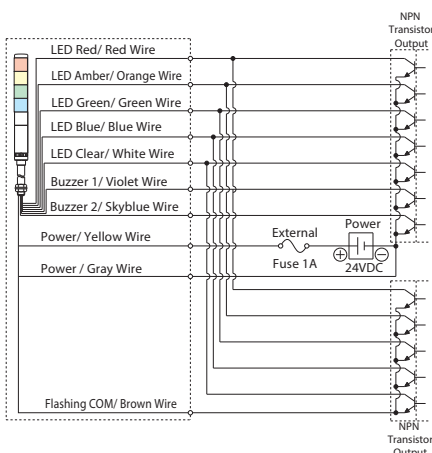 NPN
Transistor
Output
LED Red/ Red Wire
LED Amber/ Orange Wire
LED Green/ Green Wire
LED Blue/ Blue Wire
LED Clear/ White Wire
Buzzer 1/ Violet Wire
Buzzer 2/ Skyblue Wire
Power/ Yellow Wire
External
Fuse 1A
Power
24VDC
Power / Gray Wire
Flashing COM/ Brown Wire
NPN
Transistor
Output